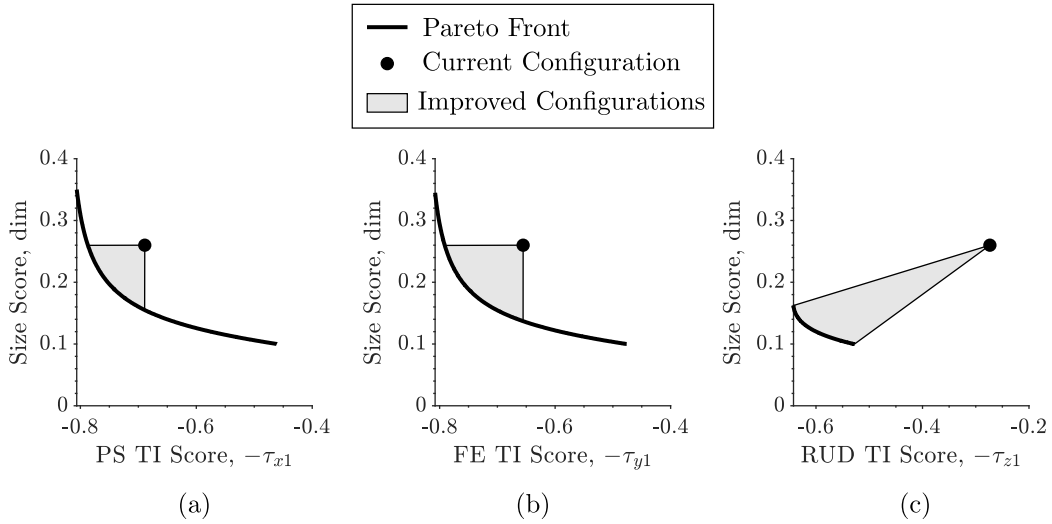 Pareto Front
Current Configuration
Improved Configurations
0.4
0.3
0.2
0.1
0
Size Score, dim
-0.8
-0.6
-0.4
PS TI Score, −τx1
(a)
0.4
0.3
0.2
0.1
0
Size Score, dim
-0.8
-0.6
-0.4
FE TI Score, −τy1
(b)
0.4
0.3
0.2
0.1
0
Size Score, dim
-0.6
-0.4
-0.2
RUD TI Score, −τz1
(c)